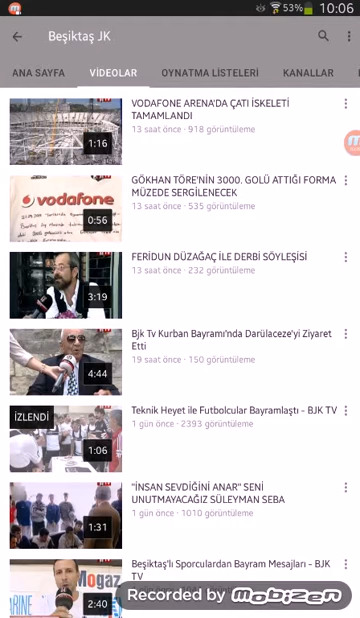 53% 10:06
Beşiktaş JK
ANA SAYFA VİDEOLAR OYNATMA LİSTELERİ KANALLAR
VODAFONE ARENA'DA ÇATI İSKELETİ
TAMAMLANDI
13 saat önce · 918 görüntüleme
1:16
GÖKHAN TÖRE'NİN 3000. GOLÜ ATTIĞI FORMA
MÜZEDE SERGİLENECEK
13 saat önce · 535 görüntüleme
vodafone
0:56
FERİDUN DÜZAĞAÇ İLE DERBİ SÖYLEŞİSİ
13 saat önce · 232 görüntüleme
3:19
Bjk Tv Kurban Bayramı'nda Darülaceze'yi Ziyaret
Etti
19 saat önce · 150 görüntüleme
4:44
İZLENDİ
Teknik Heyet ile Futbolcular Bayramlaştı - BJK TV
1 gün önce · 2393 görüntüleme
1:06
"İNSAN SEVDİĞİNİ ANAR" SENİ
UNUTMAYACAĞIZ SÜLEYMAN SEBA
1 gün önce · 1010 görüntüleme
1:31
Beşiktaş'lı Sporculardan Bayram Mesajları - BJK
TV
Mogaz
2:40
Recorded by Mobizen